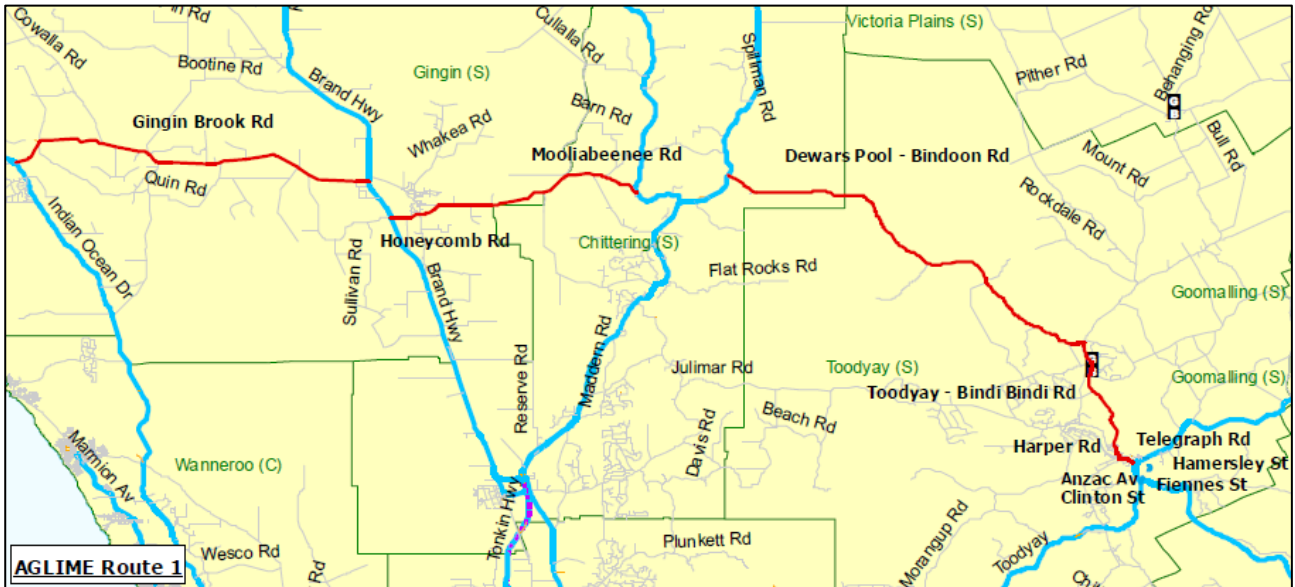 Cowalla Rd
Bootine Rd
Brand Hwy
Gingin (S)
Cullalla Rd
Spillman Rd
Victoria Plains (S)
Pither Rd
Behanging Rd
Gingin Brook Rd
Whakea Rd
Barn Rd
Mooliabeenee Rd
Dewars Pool - Bindoon Rd
Mount Rd
Bull Rd
Quin Rd
Rockdale Rd
Indian Ocean Dr
Sullivan Rd
Honeycomb Rd
Brand Hwy
Chittering (S)
Flat Rocks Rd
Goomalling (S)
Reserve Rd
Maddern Rd
Julimar Rd
Toodyay (S)
Goomalling (S)
Toodyay - Bindi Bindi Rd
Beach Rd
Davis Rd
Marmion Av
Wanneroo (C)
Harper Rd
Telegraph Rd
Hamersley St
Anzac Av
Fiennes St
Clinton St
Tonkin Hwy
Plunkett Rd
Morangup Rd
Toodyay
Wesco Rd
Rd
AGLIME Route 1